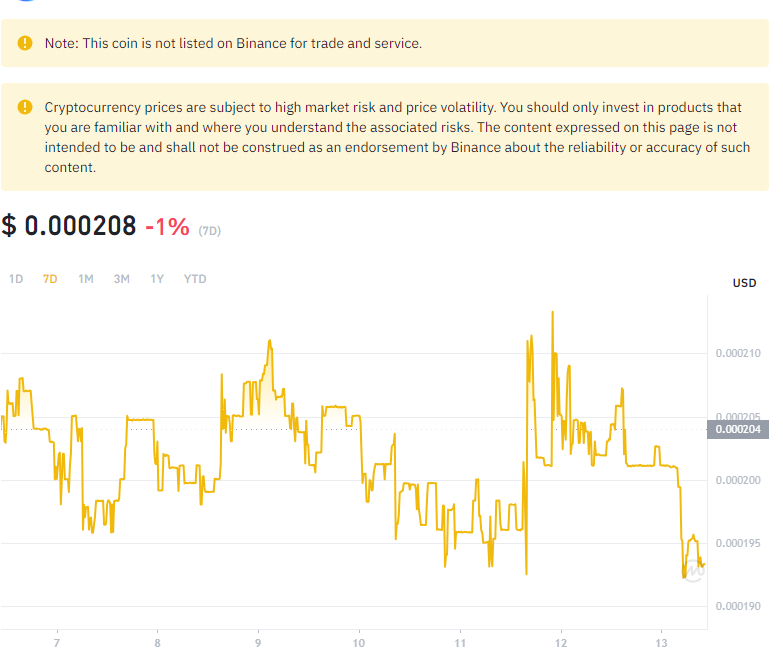 Note: This coin is not listed on Binance for trade and service.
Cryptocurrency prices are subject to high market risk and price volatility. You should only invest in products that
you are familiar with and where you understand the associated risks. The content expressed on this page is not
intended to be and shall not be construed as an endorsement by Binance about the reliability or accuracy of such
content.
$ 0.000208 -1% (7D)
1D 7D 1M 3M 1Y YTD
USD
0.000210
0.000205
0.000204
0.000200
0.000195
0.000190
7 8 9 10 11 12 13